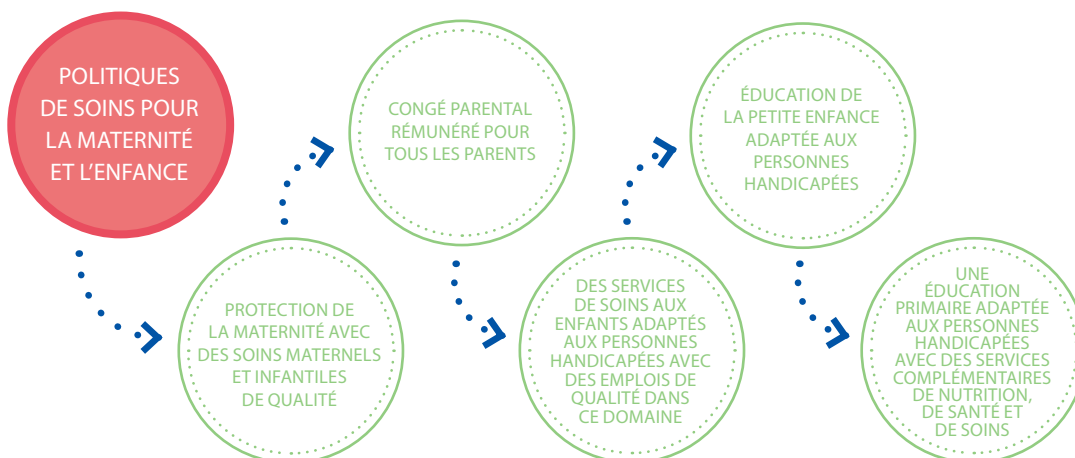 POLITIQUES
DE SOINS POUR
LA MATERNITÉ
ET L'ENFANCE
PROTECTION DE
LA MATERNITÉ AVEC
DES SOINS MATERNELS
ET INFANTILES
DE QUALITÉ
CONGÉ PARENTAL
RÉMUNÉRÉ POUR
TOUS LES PARENTS
DES SERVICES
DE SOINS AUX
ENFANTS ADAPTÉS
AUX PERSONNES
HANDICAPÉES AVEC
DES EMPLOIS DE
QUALITÉ DANS
CE DOMAINE
ÉDUCATION DE
LA PETITE ENFANCE
ADAPTÉE AUX
PERSONNES
HANDICAPÉES
UNE
ÉDUCATION
PRIMAIRE ADAPTÉE
AUX PERSONNES
HANDICAPÉES
AVEC DES SERVICES
COMPLÉMENTAIRES
DE NUTRITION,
DE SANTÉ ET
DE SOINS